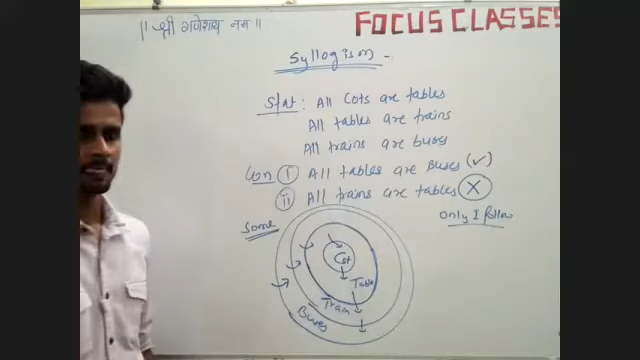 || श्री गणेशाय नमः ||
FOCUS CLASSES
Syllogism -
Stat: All Cots are tables
All tables are trains
All trains are buses
Con I All tables are Buses (✓)
ii All trains are tables X
Some
Only I follow
Cot
Table
Train
Buses